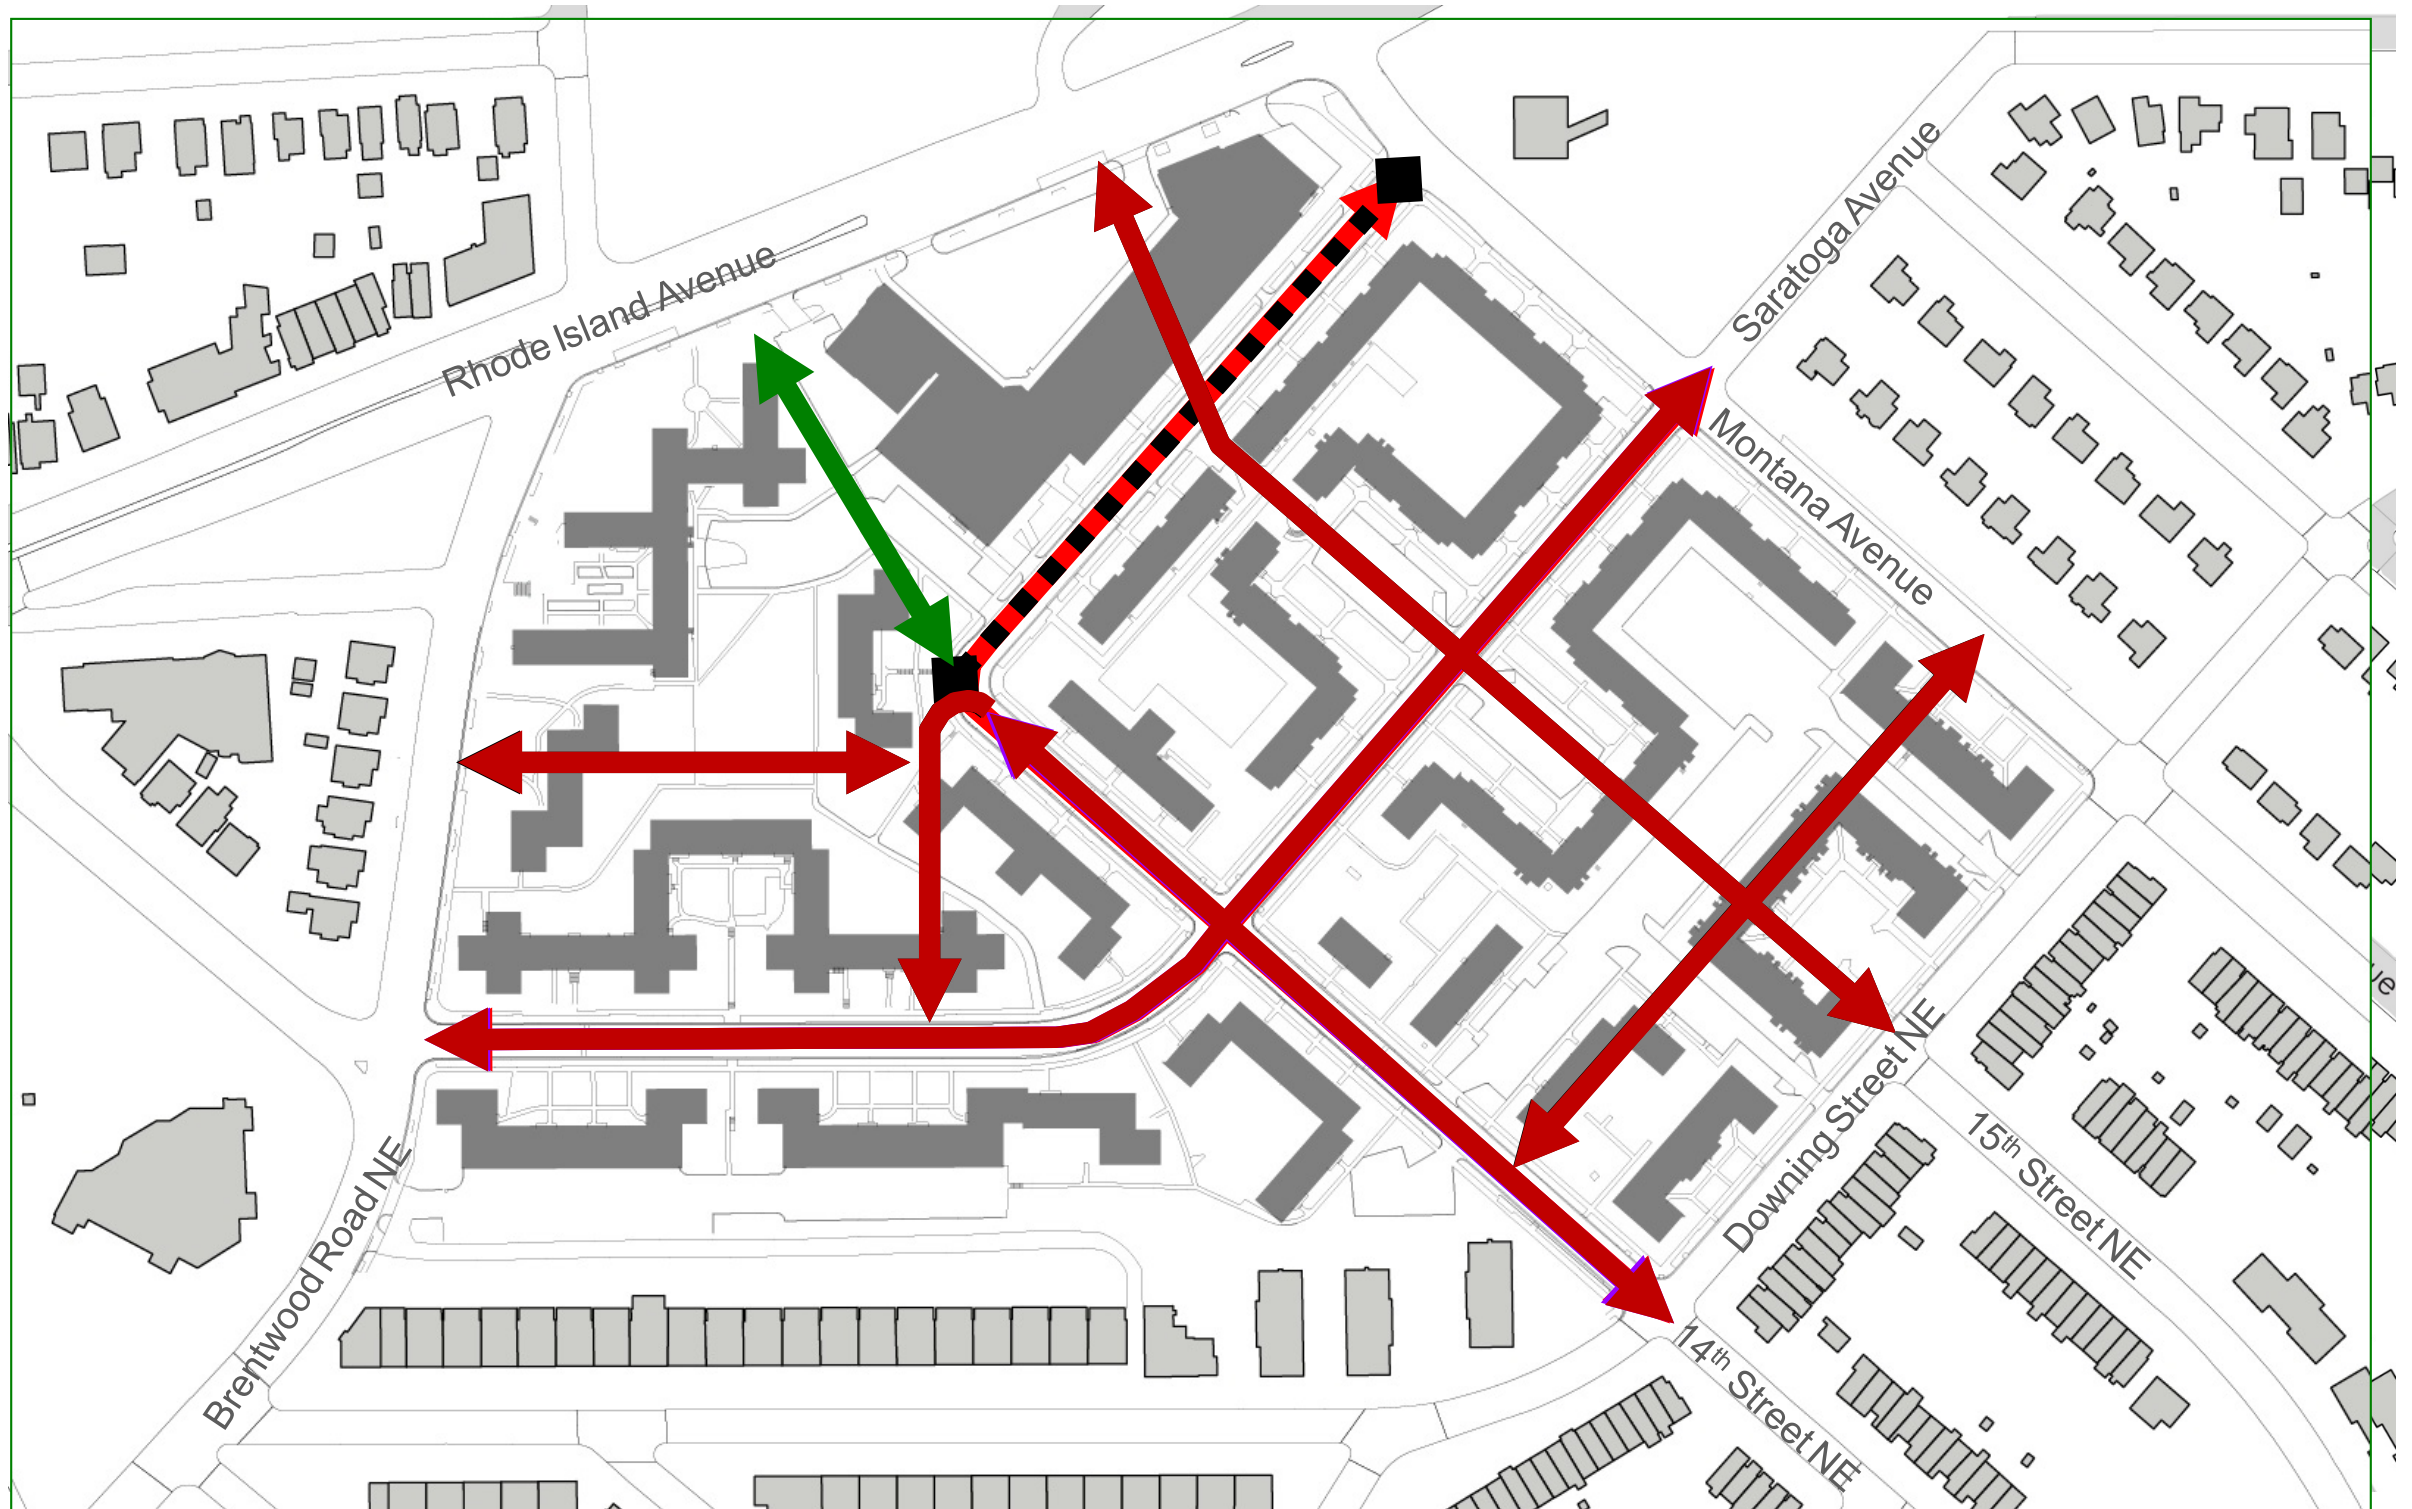 Saratoga Avenue
Rhode Island Avenue
Montana Avenue
ue
Downing Street NE
15th Street NE
Brentwood Road NE
14th Street NE